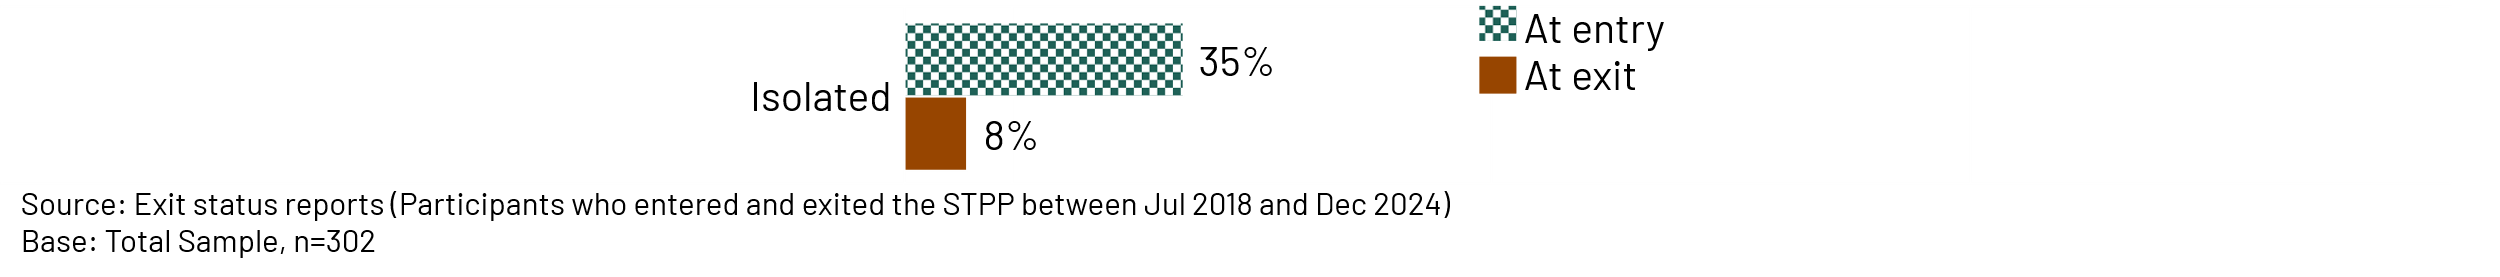 Isolated
35%
8%
At entry
At exit
Source: Exit status reports (Participants who entered and exited the STPP between Jul 2018 and Dec 2024)
Base: Total Sample, n=302